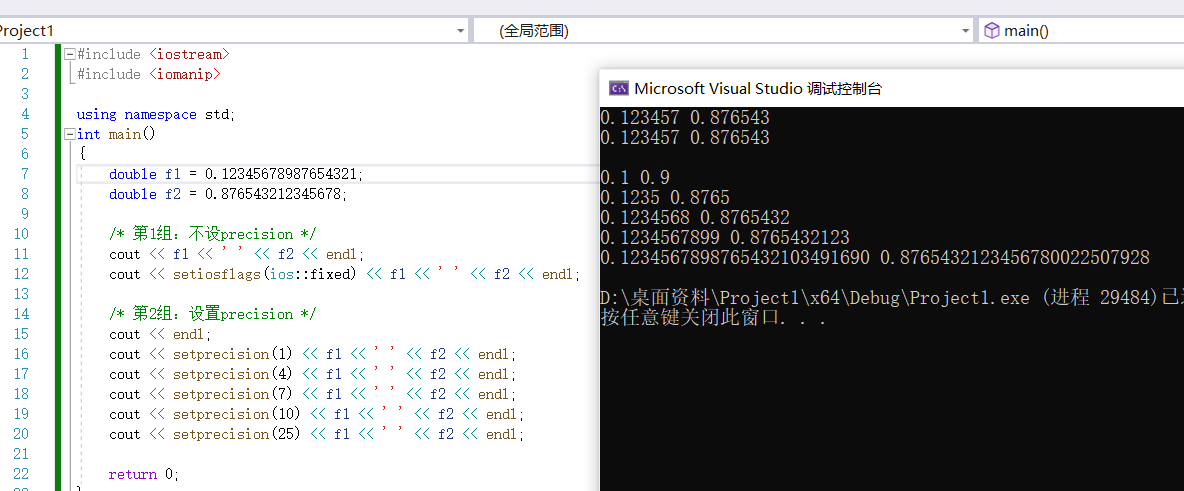 Project1 (全局范围) main()
1 #include <iostream>
2 #include <iomanip>
3
4 using namespace std;
5 int main()
6 {
7 double f1 = 0.12345678987654321;
8 double f2 = 0.876543212345678;
9
10 /* 第1组：不设precision */
11 cout << f1 << ' ' << f2 << endl;
12 cout << setiosflags(ios::fixed) << f1 << ' ' << f2 << endl;
13
14 /* 第2组：设置precision */
15 cout << endl;
16 cout << setprecision(1) << f1 << ' ' << f2 << endl;
17 cout << setprecision(4) << f1 << ' ' << f2 << endl;
18 cout << setprecision(7) << f1 << ' ' << f2 << endl;
19 cout << setprecision(10) << f1 << ' ' << f2 << endl;
20 cout << setprecision(25) << f1 << ' ' << f2 << endl;
21
22 return 0;
Microsoft Visual Studio 调试控制台
0.123457 0.876543
0.123457 0.876543
0.1 0.9
0.1235 0.8765
0.1234568 0.8765432
0.1234567899 0.8765432123
0.1234567898765432103491690 0.8765432123456780022507928
D:\桌面资料\Project1\x64\Debug\Project1.exe (进程 29484)已
按任意键关闭此窗口. . .